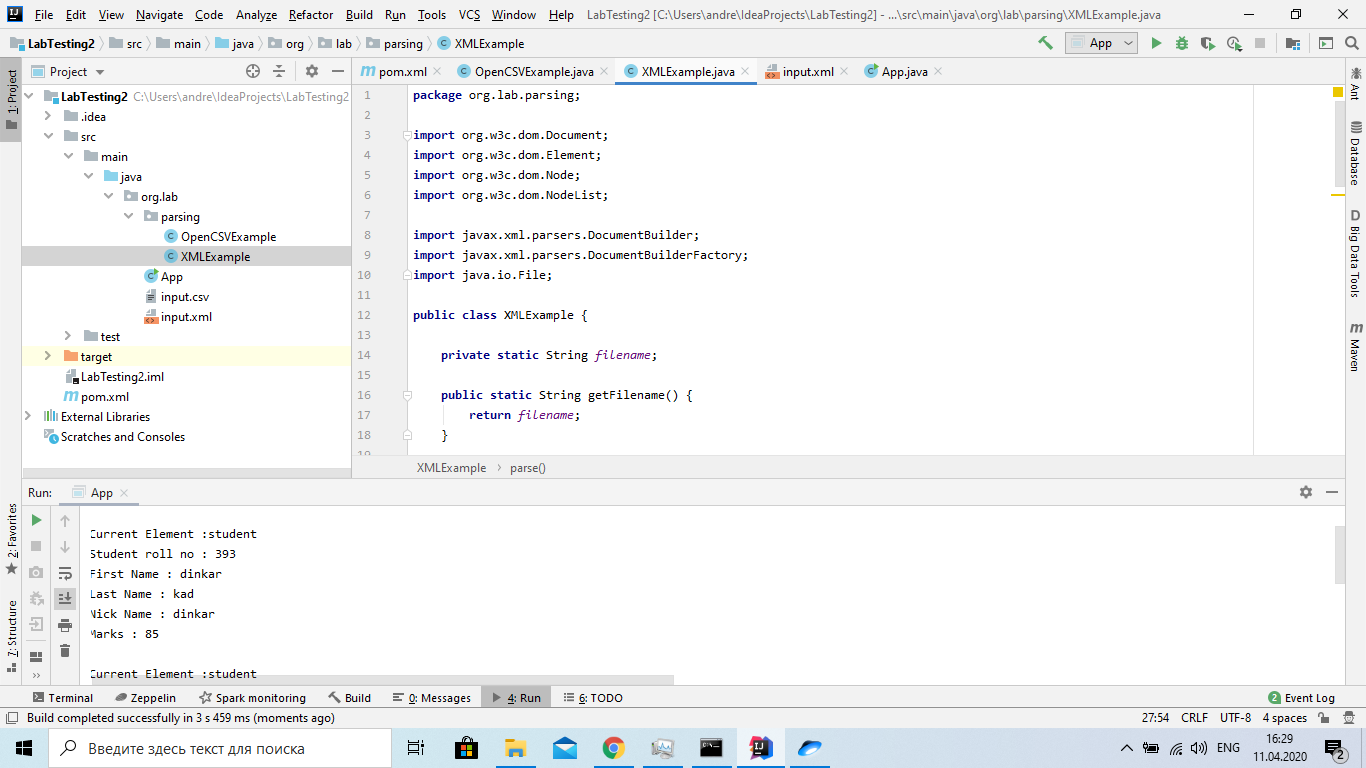 File Edit View Navigate Code Analyze Refactor Build Run Tools VCS Window Help LabTesting2 [C:\Users\andre\IdeaProjects\LabTesting2] - ...\src\main\java\org\lab\parsing\XMLExample.java
LabTesting2 src main java org lab parsing XMLExample App
Project pom.xml OpenCSVExample.java XMLExample.java input.xml App.java
1: Project
LabTesting2 C:\Users\andre\IdeaProjects\LabTesting2
.idea
src
main
java
org.lab
parsing
OpenCSVExample
XMLExample
App
input.csv
input.xml
test
target
LabTesting2.iml
pom.xml
External Libraries
Scratches and Consoles
1 package org.lab.parsing;
2
3 import org.w3c.dom.Document;
4 import org.w3c.dom.Element;
5 import org.w3c.dom.Node;
6 import org.w3c.dom.NodeList;
7
8 import javax.xml.parsers.DocumentBuilder;
9 import javax.xml.parsers.DocumentBuilderFactory;
10 import java.io.File;
11
12 public class XMLExample {
13
14 private static String filename;
15
16 public static String getFilename() {
17 return filename;
18 }
19
XMLExample parse()
Ant
Database
D Big Data Tools
m Maven
Run: App
2: Favorites
7: Structure
Current Element :student
Student roll no : 393
First Name : dinkar
Last Name : kad
Nick Name : dinkar
Marks : 85
Current Element :student
Terminal Zeppelin Spark monitoring Build 0: Messages 4: Run 6: TODO 2 Event Log
Build completed successfully in 3 s 459 ms (moments ago) 27:54 CRLF UTF-8 4 spaces
Введите здесь текст для поиска ENG 16:29
11.04.2020 2